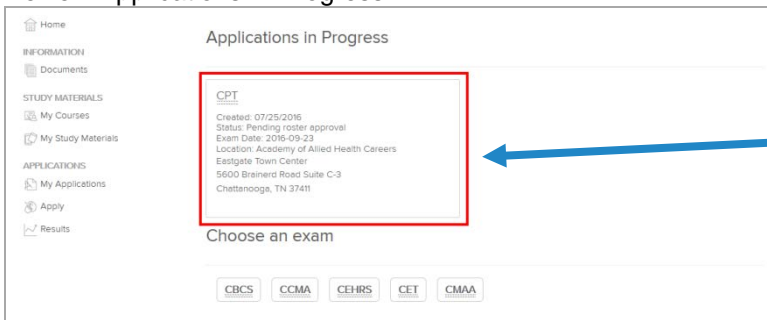 Home
INFORMATION
Documents
STUDY MATERIALS
My Courses
My Study Materials
APPLICATIONS
My Applications
Apply
Results
Applications in Progress
CPT
Created: 07/25/2016
Status: Pending roster approval
Exam Date: 2016-09-23
Location: Academy of Allied Health Careers
Eastgate Town Center
5600 Brainerd Road Suite C-3
Chattanooga, TN 37411
Choose an exam
CBCS CCMA CEHRS CET CMAA